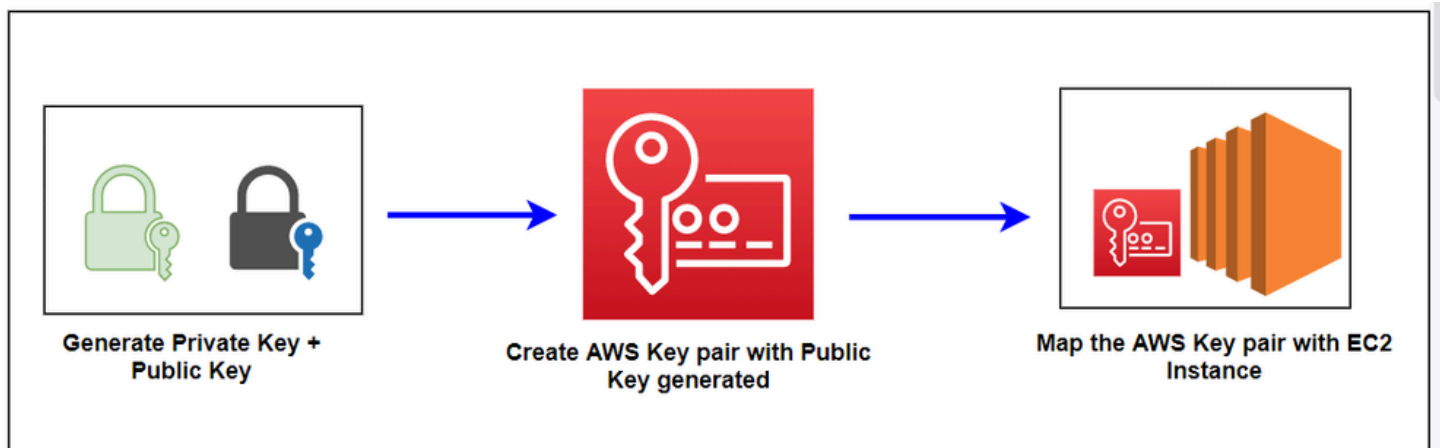 Generate Private Key +
Public Key
Create AWS Key pair with Public
Key generated
Map the AWS Key pair with EC2
Instance